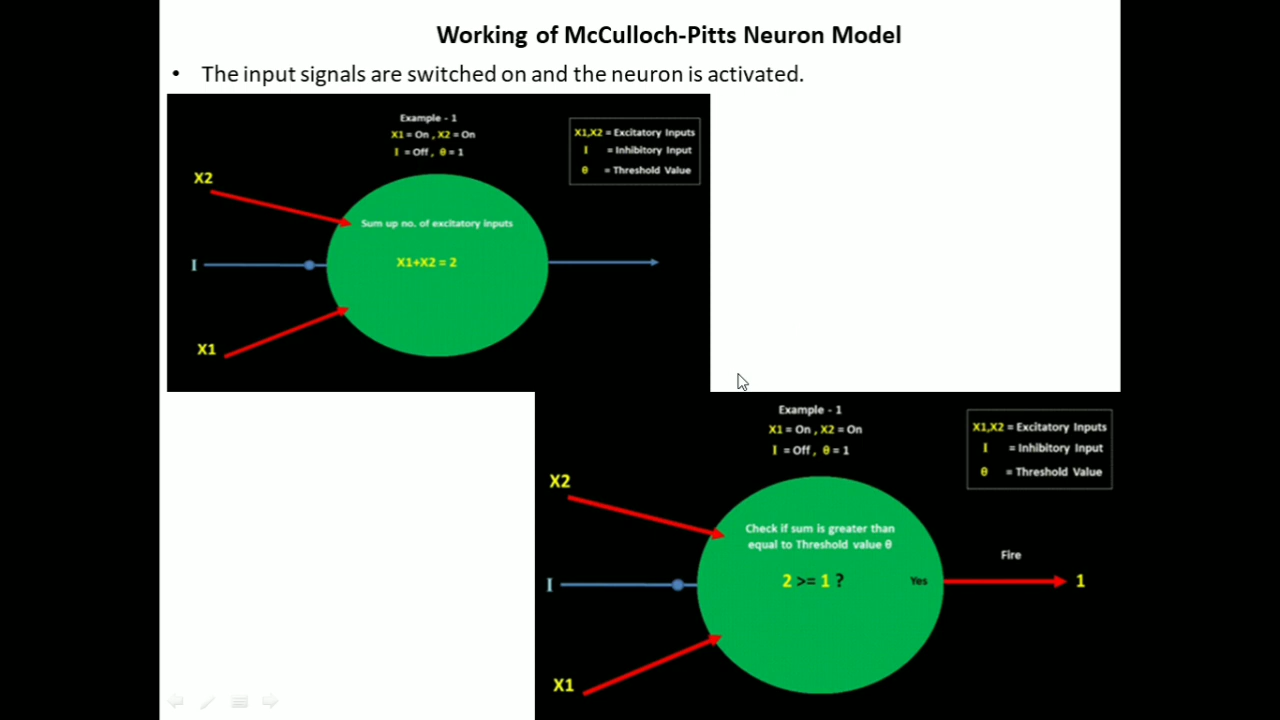 Working of McCulloch-Pitts Neuron Model
• The input signals are switched on and the neuron is activated.
Example - 1
X1 = On , X2 = On
I = Off , θ = 1
X1,X2 = Excitatory Inputs
I = Inhibitory Input
θ = Threshold Value
X2
Sum up no. of excitatory inputs
I
X1+X2 = 2
X1
Example - 1
X1 = On , X2 = On
I = Off , θ = 1
X1,X2 = Excitatory Inputs
I = Inhibitory Input
θ = Threshold Value
X2
Check if sum is greater than
equal to Threshold value θ
Fire
I
2 >= 1 ?
Yes
1
X1